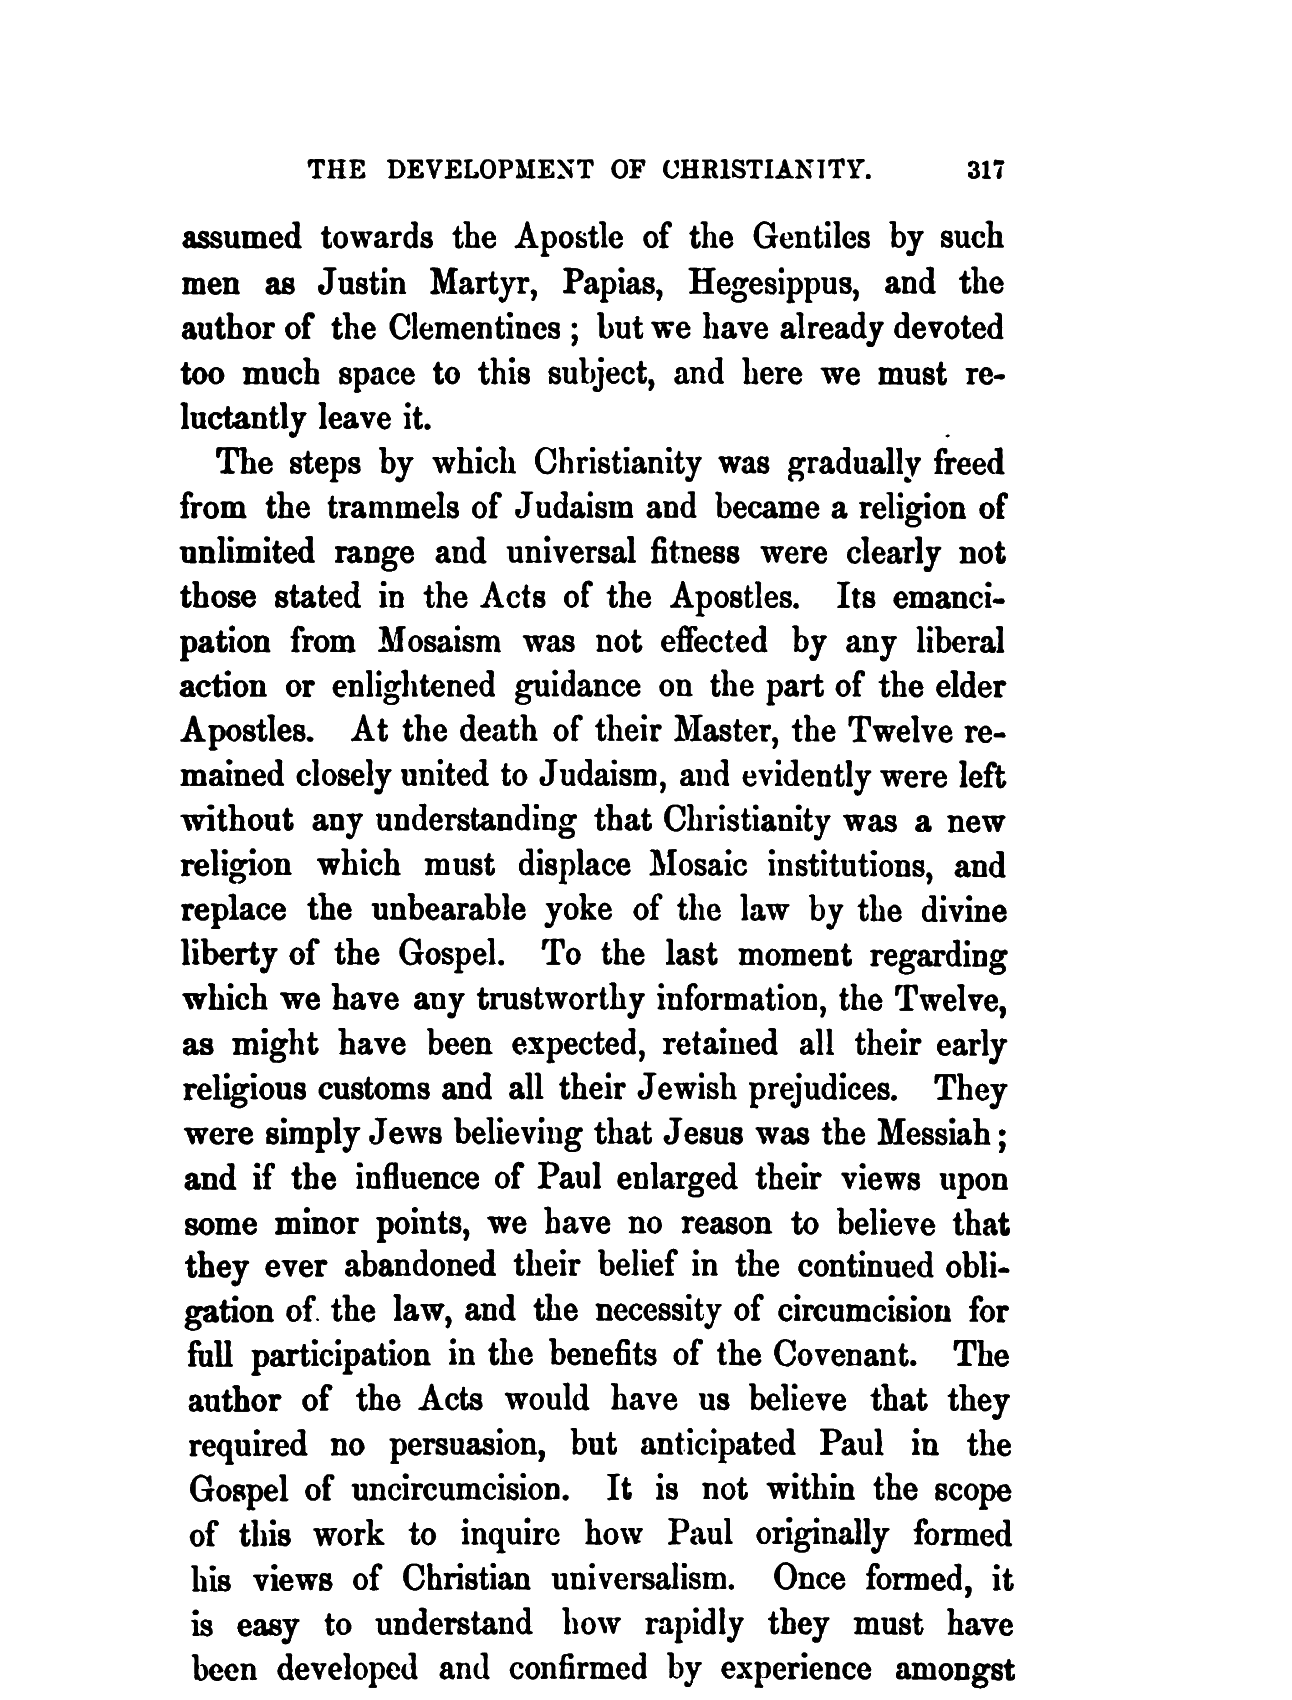 THE DEVELOPMENT OF CHRISTIANITY. 317
assumed towards the Apostle of the Gentiles by such
men as Justin Martyr, Papias, Hegesippus, and the
author of the Clementines ; but we have already devoted
too much space to this subject, and here we must re-
luctantly leave it.
The steps by which Christianity was gradually freed
from the trammels of Judaism and became a religion of
unlimited range and universal fitness were clearly not
those stated in the Acts of the Apostles. Its emanci-
pation from Mosaism was not effected by any liberal
action or enlightened guidance on the part of the elder
Apostles. At the death of their Master, the Twelve re-
mained closely united to Judaism, and evidently were left
without any understanding that Christianity was a new
religion which must displace Mosaic institutions, and
replace the unbearable yoke of the law by the divine
liberty of the Gospel. To the last moment regarding
which we have any trustworthy information, the Twelve,
as might have been expected, retained all their early
religious customs and all their Jewish prejudices. They
were simply Jews believing that Jesus was the Messiah ;
and if the influence of Paul enlarged their views upon
some minor points, we have no reason to believe that
they ever abandoned their belief in the continued obli-
gation of the law, and the necessity of circumcision for
full participation in the benefits of the Covenant. The
author of the Acts would have us believe that they
required no persuasion, but anticipated Paul in the
Gospel of uncircumcision. It is not within the scope
of this work to inquire how Paul originally formed
his views of Christian universalism. Once formed, it
is easy to understand how rapidly they must have
been developed and confirmed by experience amongst